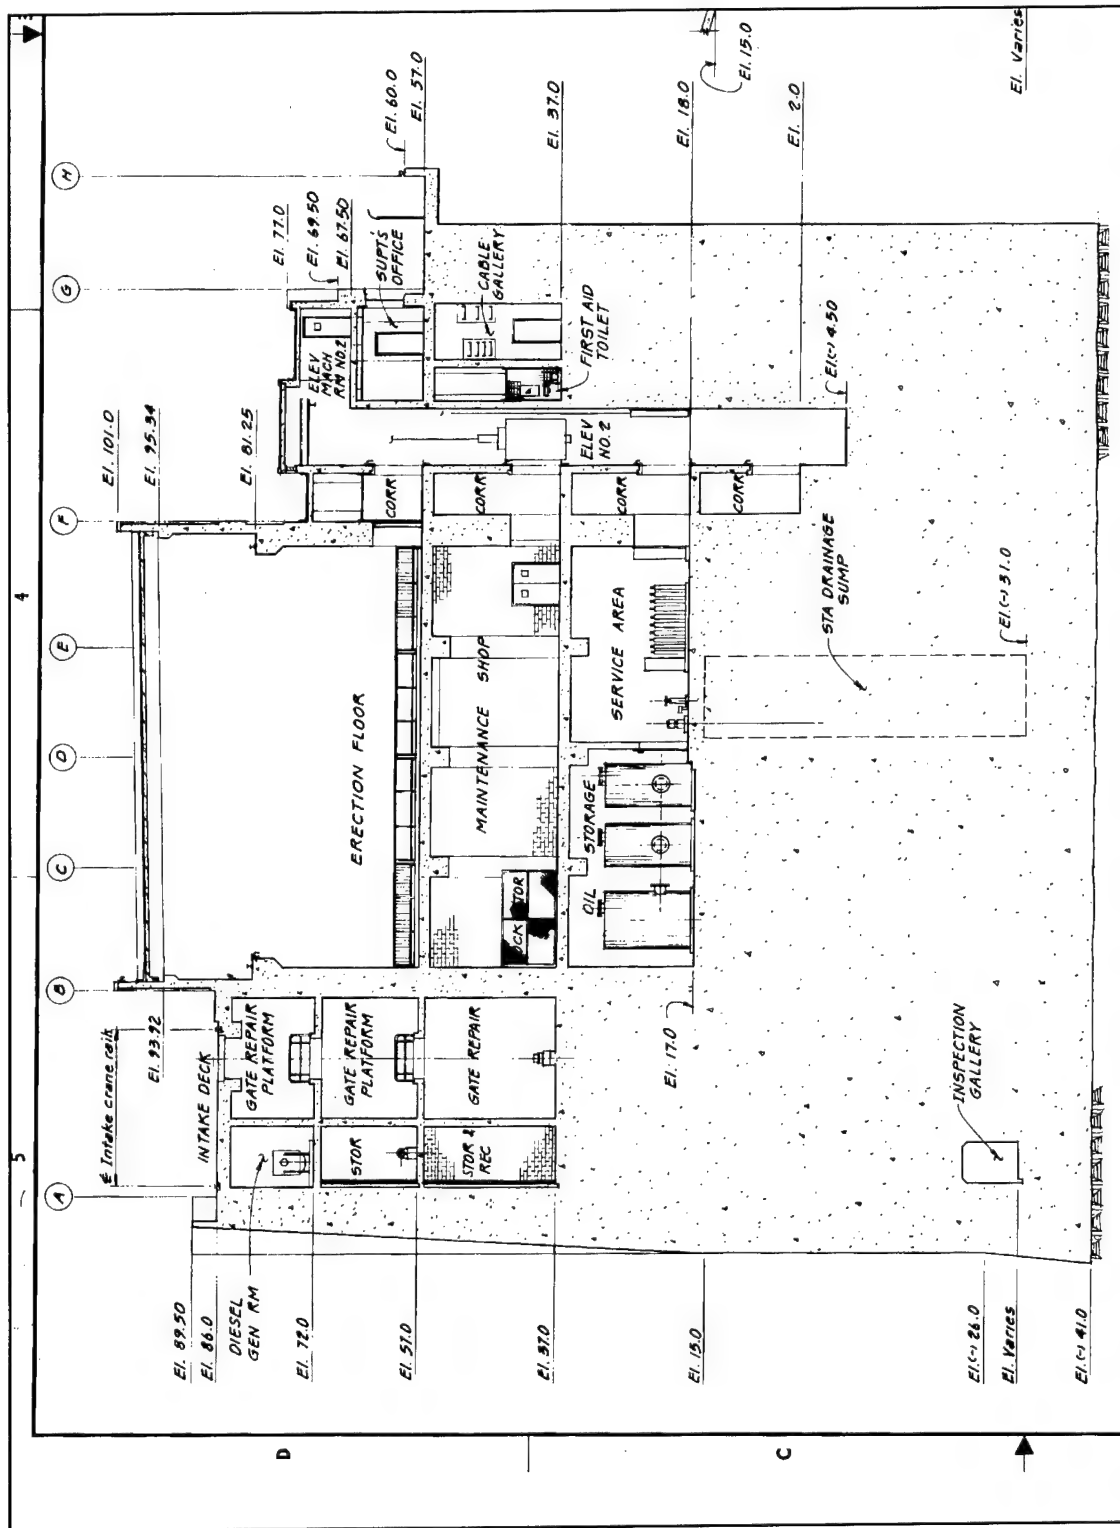 5
4
D
C
A
B
C
D
E
F
G
H
El. 101.0
El. 95.34
El. 81.25
El. 77.0
El. 69.50
El. 67.50
El. 60.0
El. 57.0
El. 37.0
El. 18.0
El. 15.0
El. 2.0
El. Varies
El.(-) 4.50
El.(-) 31.0
₵ Intake crane rails
El. 93.92
INTAKE DECK
GATE REPAIR
PLATFORM
GATE REPAIR
PLATFORM
GATE REPAIR
STOR
STOR &
REC
DIESEL
GEN RM
El. 89.50
El. 86.0
El. 72.0
El. 57.0
El. 37.0
El. 15.0
El.(-) 26.0
El. Varies
El.(-) 41.0
ERECTION FLOOR
MAINTENANCE SHOP
OCK STOR
OIL STORAGE
SERVICE AREA
CORR
CORR
CORR
CORR
ELEV
MACH
RM NO.2
SUPT'S
OFFICE
CABLE
GALLERY
FIRST AID
TOILET
ELEV
NO.2
STA DRAINAGE
SUMP
El. 17.0
INSPECTION
GALLERY